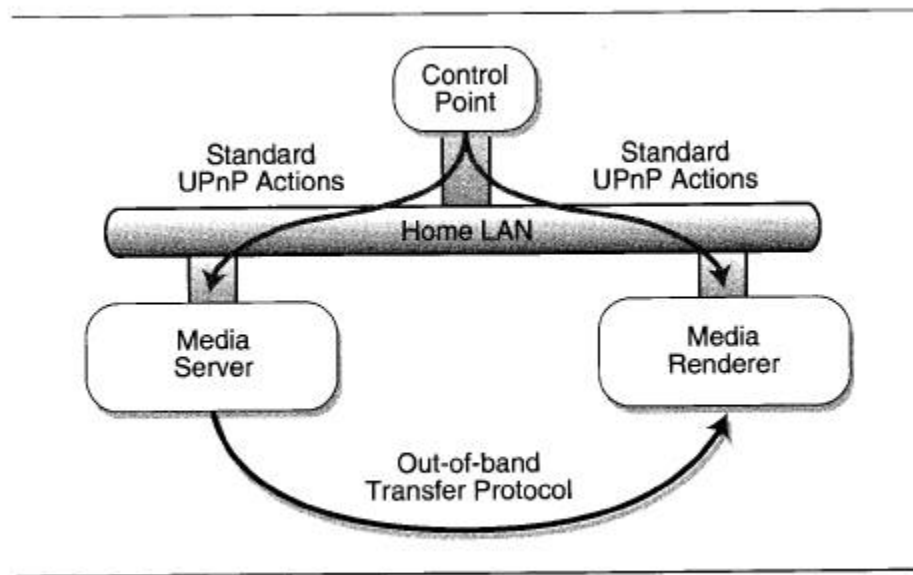 Control
Point
Standard
UPnP Actions
Standard
UPnP Actions
Home LAN
Media
Server
Media
Renderer
Out-of-band
Transfer Protocol